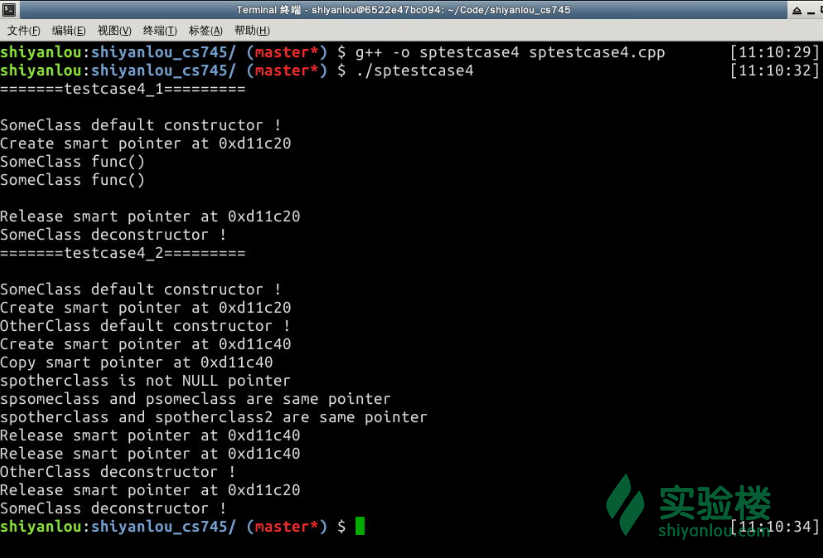 Terminal 终端 - shiyanlou@6522e47bc094: ~/Code/shiyanlou_cs745
文件(F) 编辑(E) 视图(V) 终端(T) 标签(A) 帮助(H)
shiyanlou:shiyanlou_cs745/ (master*) $ g++ -o sptestcase4 sptestcase4.cpp [11:10:29]
shiyanlou:shiyanlou_cs745/ (master*) $ ./sptestcase4 [11:10:32]
=======testcase4_1=========
SomeClass default constructor !
Create smart pointer at 0xd11c20
SomeClass func()
SomeClass func()
Release smart pointer at 0xd11c20
SomeClass deconstructor !
=======testcase4_2=========
SomeClass default constructor !
Create smart pointer at 0xd11c20
OtherClass default constructor !
Create smart pointer at 0xd11c40
Copy smart pointer at 0xd11c40
spotherclass is not NULL pointer
spsomeclass and psomeclass are same pointer
spotherclass and spotherclass2 are same pointer
Release smart pointer at 0xd11c40
Release smart pointer at 0xd11c40
OtherClass deconstructor !
Release smart pointer at 0xd11c20
SomeClass deconstructor !
shiyanlou:shiyanlou_cs745/ (master*) $ [11:10:34]
实验楼
shiyanlou.com